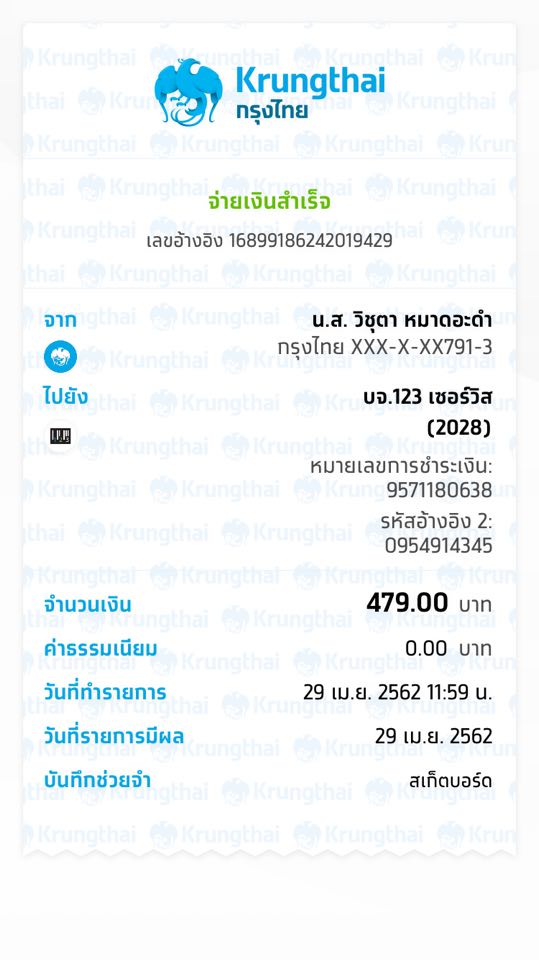 Krungthai
กรุงไทย
จ่ายเงินสำเร็จ
เลขอ้างอิง 16899186242019429
จาก น.ส. วิชุตา หมาดอะดำ
กรุงไทย XXX-X-XX791-3
ไปยัง บจ.123 เซอร์วิส
(2028)
หมายเลขการชำระเงิน:
9571180638
รหัสอ้างอิง 2:
0954914345
จำนวนเงิน 479.00 บาท
ค่าธรรมเนียม 0.00 บาท
วันที่ทำรายการ 29 เม.ย. 2562 11:59 น.
วันที่รายการมีผล 29 เม.ย. 2562
บันทึกช่วยจำ สเก็ตบอร์ด